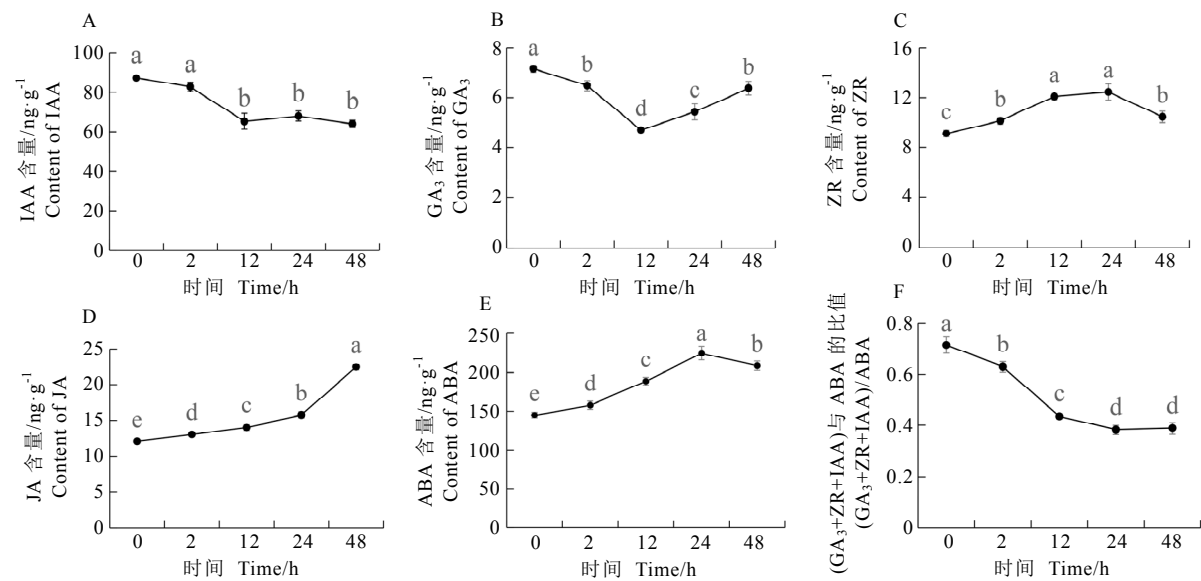 A
IAA 含量/ng·g⁻¹
Content of IAA
100
80
60
40
20
0
a
a
b
b
b
0 2 12 24 48
时间 Time/h
B
GA₃ 含量/ng·g⁻¹
Content of GA₃
8
6
4
2
0
a
b
d
c
b
0 2 12 24 48
时间 Time/h
C
ZR 含量/ng·g⁻¹
Content of ZR
16
12
8
4
0
c
b
a
a
b
0 2 12 24 48
时间 Time/h
D
JA 含量/ng·g⁻¹
Content of JA
25
20
15
10
5
0
e
d
c
b
a
0 2 12 24 48
时间 Time/h
E
ABA 含量/ng·g⁻¹
Content of ABA
250
200
150
100
50
0
e
d
c
a
b
0 2 12 24 48
时间 Time/h
F
(GA₃+ZR+IAA)与 ABA 的比值
(GA₃+ZR+IAA)/ABA
0.8
0.6
0.4
0.2
0
a
b
c
d
d
0 2 12 24 48
时间 Time/h